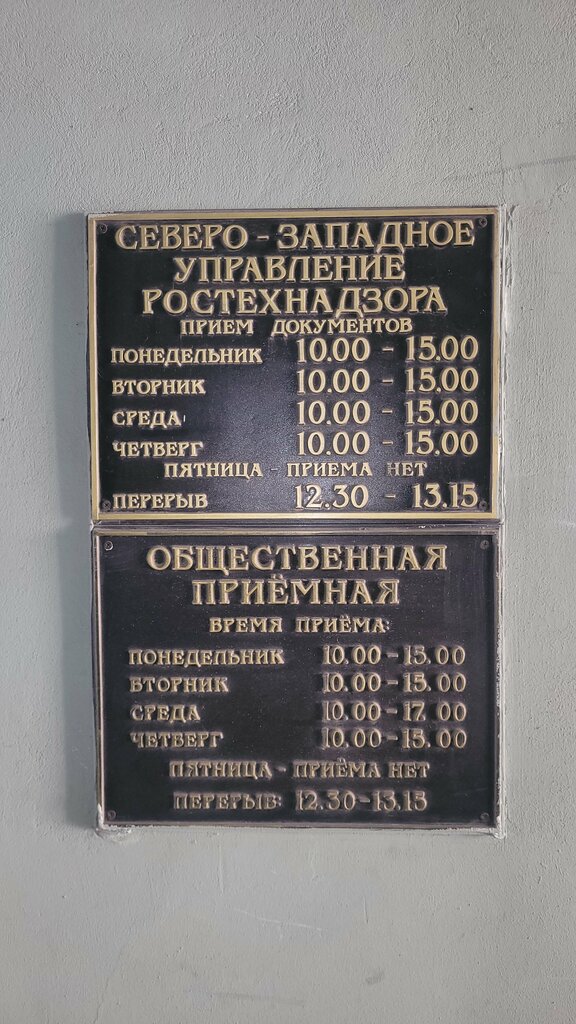 СЕВЕРО - ЗАПАДНОЕ
УПРАВЛЕНИЕ
РОСТЕХНАДЗОРА
ПРИЕМ ДОКУМЕНТОВ
ПОНЕДЕЛЬНИК 10.00 - 15.00
ВТОРНИК 10.00 - 15.00
СРЕДА 10.00 - 15.00
ЧЕТВЕРГ 10.00 - 15.00
ПЯТНИЦА - ПРИЕМА НЕТ
ПЕРЕРЫВ 12.30 - 13.15
ОБЩЕСТВЕННАЯ
ПРИЁМНАЯ
ВРЕМЯ ПРИЁМА:
ПОНЕДЕЛЬНИК 10.00 - 15.00
ВТОРНИК 10.00 - 15.00
СРЕДА 10.00 - 17.00
ЧЕТВЕРГ 10.00 - 15.00
ПЯТНИЦА - ПРИЁМА НЕТ
ПЕРЕРЫВ: 12.30-13.15